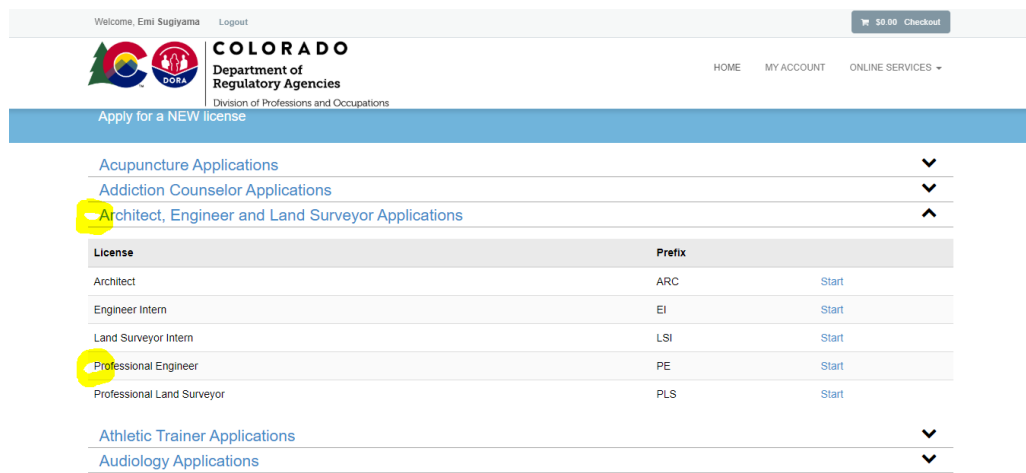 Welcome, Emi Sugiyama Logout $0.00 Checkout
DORA
COLORADO
Department of
Regulatory Agencies
Division of Professions and Occupations
HOME MY ACCOUNT ONLINE SERVICES
Apply for a NEW license
Acupuncture Applications
Addiction Counselor Applications
Architect, Engineer and Land Surveyor Applications
License Prefix
Architect ARC Start
Engineer Intern EI Start
Land Surveyor Intern LSI Start
Professional Engineer PE Start
Professional Land Surveyor PLS Start
Athletic Trainer Applications
Audiology Applications